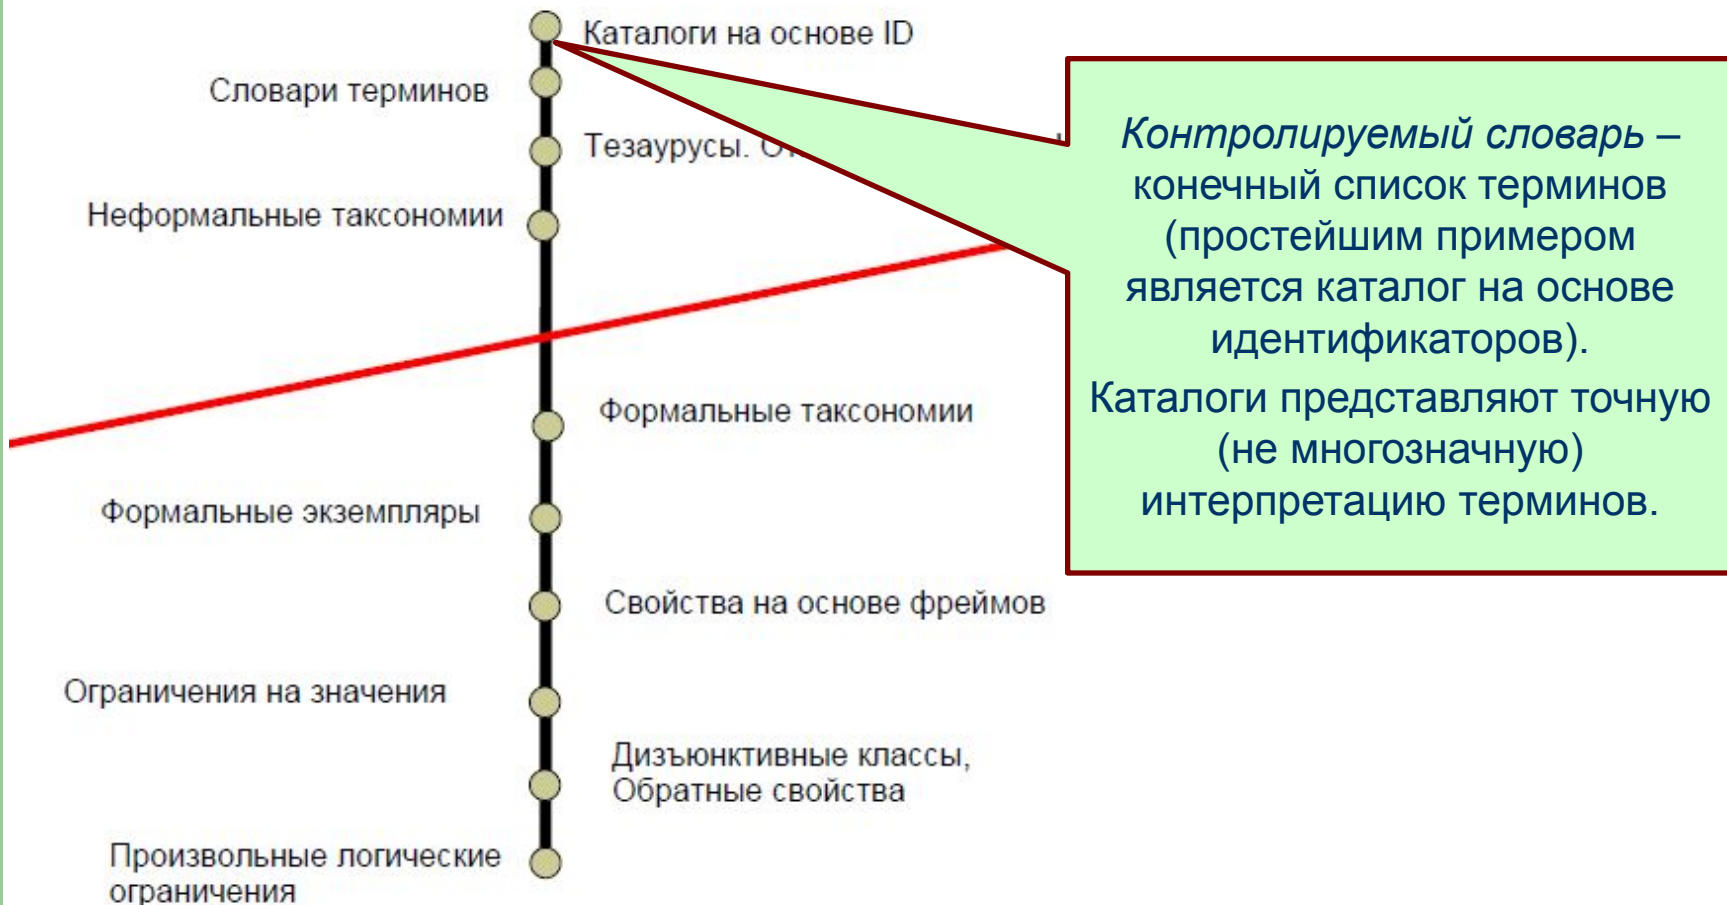 Каталоги на основе ID
Словари терминов
Тезаурусы.
Неформальные таксономии
Контролируемый словарь –
конечный список терминов
(простейшим примером
является каталог на основе
идентификаторов).
Каталоги представляют точную
(не многозначную)
интерпретацию терминов.
Формальные таксономии
Формальные экземпляры
Свойства на основе фреймов
Ограничения на значения
Дизъюнктивные классы,
Обратные свойства
Произвольные логические
ограничения